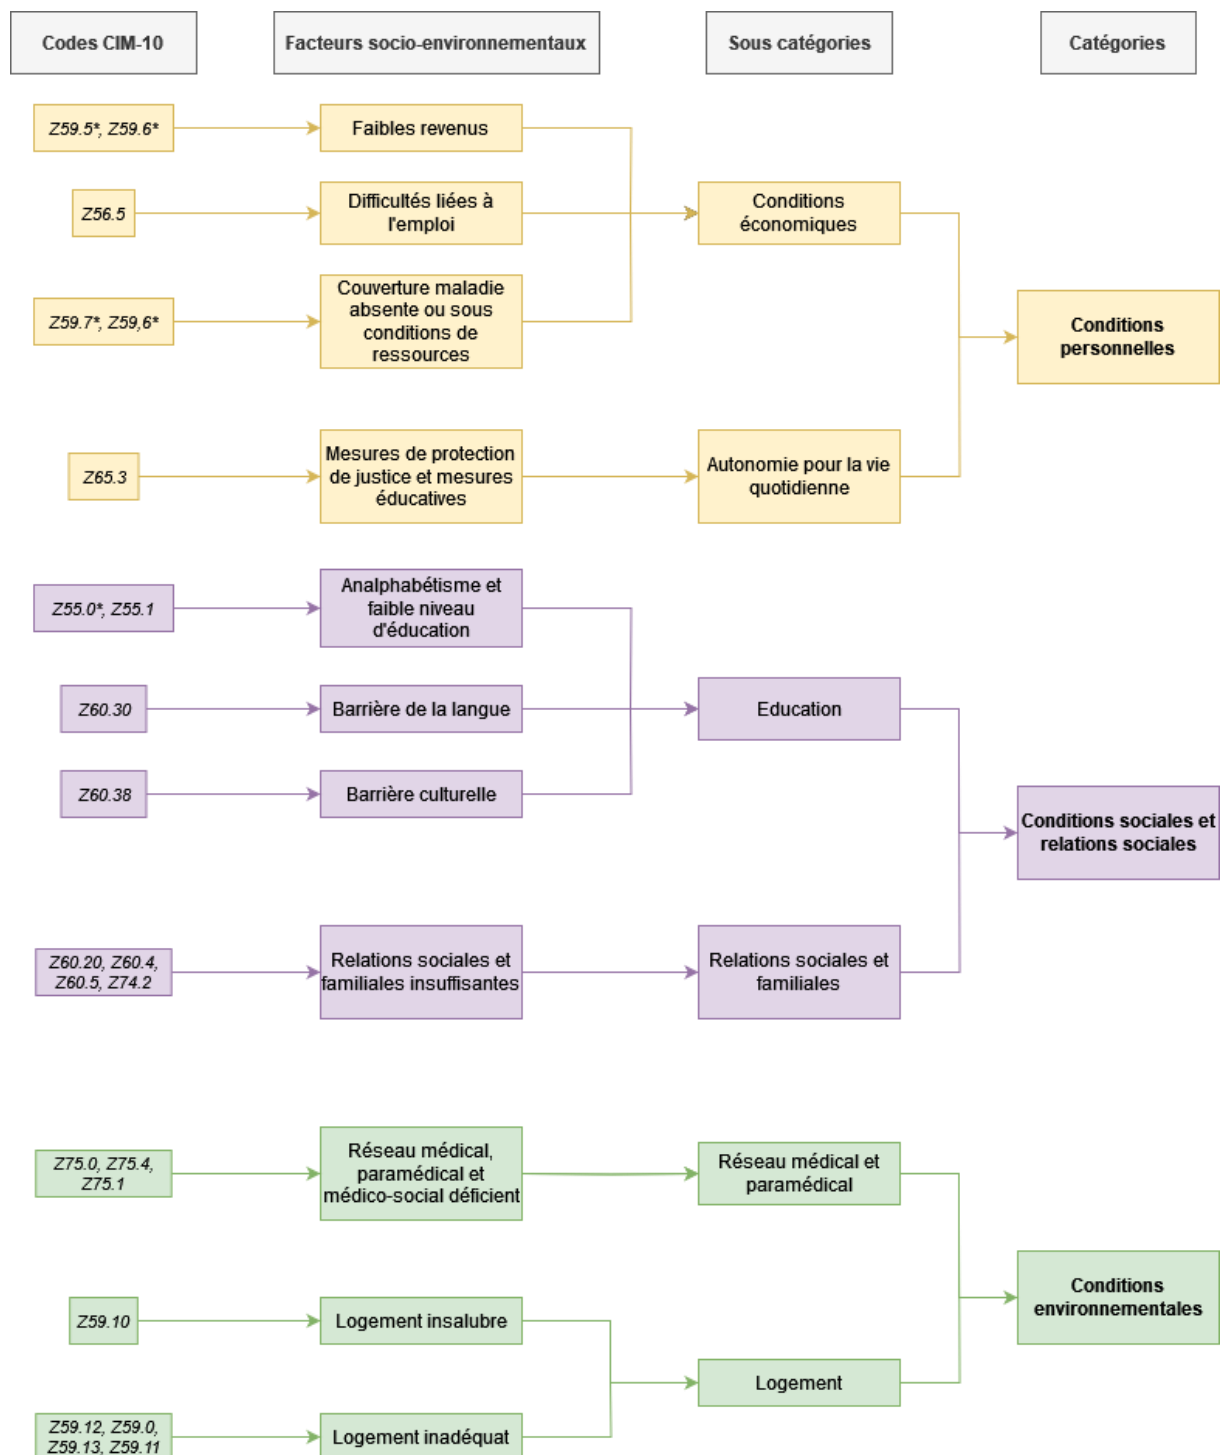 Codes CIM-10
Facteurs socio-environnementaux
Sous catégories
Catégories
Z59.5*, Z59.6*
Faibles revenus
Z56.5
Difficultés liées à
l'emploi
Conditions
économiques
Z59.7*, Z59,6*
Couverture maladie
absente ou sous
conditions de
ressources
Conditions
personnelles
Z65.3
Mesures de protection
de justice et mesures
éducatives
Autonomie pour la vie
quotidienne
Z55.0*, Z55.1
Analphabétisme et
faible niveau
d'éducation
Z60.30
Barrière de la langue
Education
Z60.38
Barrière culturelle
Conditions sociales et
relations sociales
Z60.20, Z60.4,
Z60.5, Z74.2
Relations sociales et
familiales insuffisantes
Relations sociales et
familiales
Z75.0, Z75.4,
Z75.1
Réseau médical,
paramédical et
médico-social déficient
Réseau médical et
paramédical
Conditions
environnementales
Z59.10
Logement insalubre
Logement
Z59.12, Z59.0,
Z59.13, Z59.11
Logement inadéquat